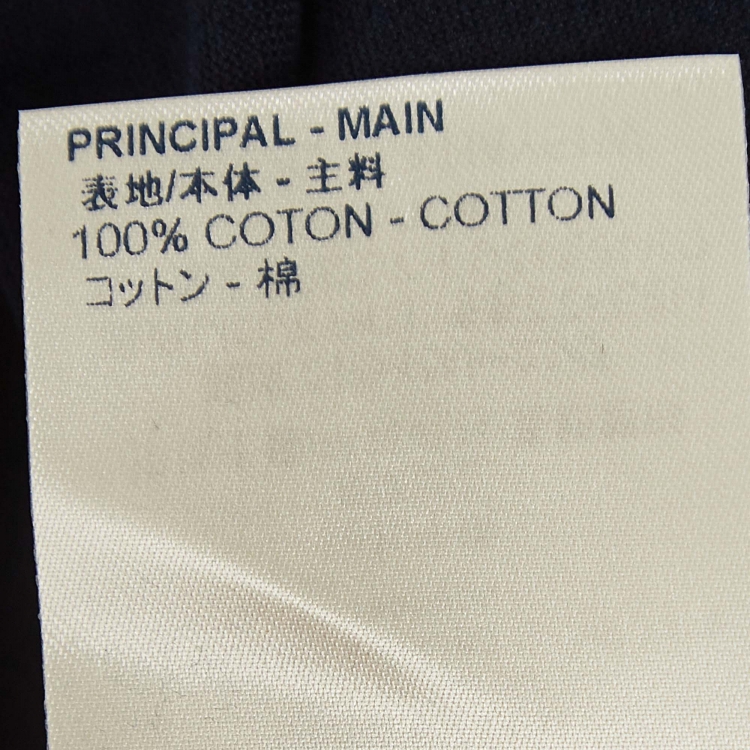 PRINCIPAL - MAIN
表地/本体 - 主料
100% COTON - COTTON
コットン - 棉